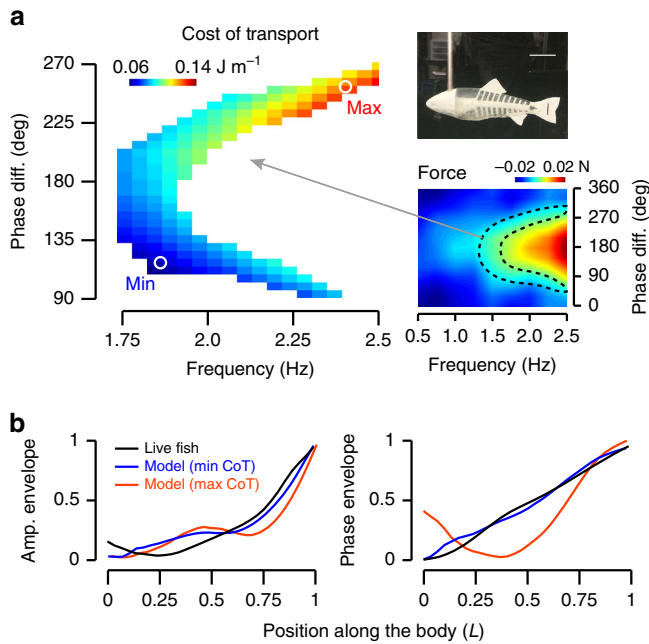 a
Cost of transport
270
225
180
135
90
Phase diff. (deg)
0.06
0.14 J m⁻¹
Max
Min
1.75
2.0
2.25
2.5
Frequency (Hz)
Force
−0.02
0.02 N
360
270
180
90
0
Phase diff. (deg)
0.5
1.0
1.5
2.0
2.5
Frequency (Hz)
b
1
0.5
0
Amp. envelope
Live fish
Model (min CoT)
Model (max CoT)
0
0.25
0.5
0.75
1
1
0.5
0
Phase envelope
0
0.25
0.5
0.75
1
Position along the body (L)